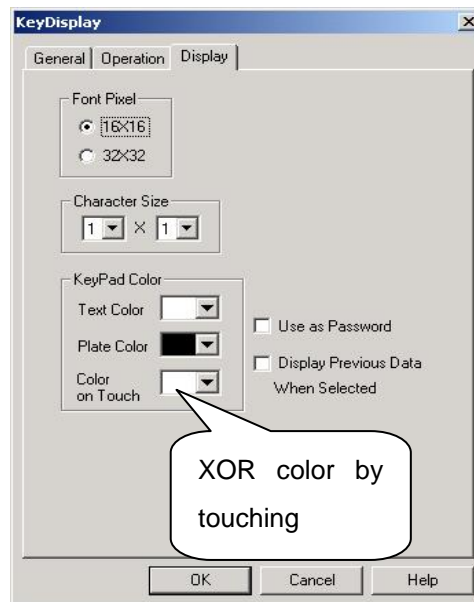 KeyDisplay
General Operation Display
Font Pixel
16X16
32X32
Character Size
1 X 1
KeyPad Color
Text Color
Plate Color
Color
on Touch
Use as Password
Display Previous Data
When Selected
XOR color by
touching
OK Cancel Help